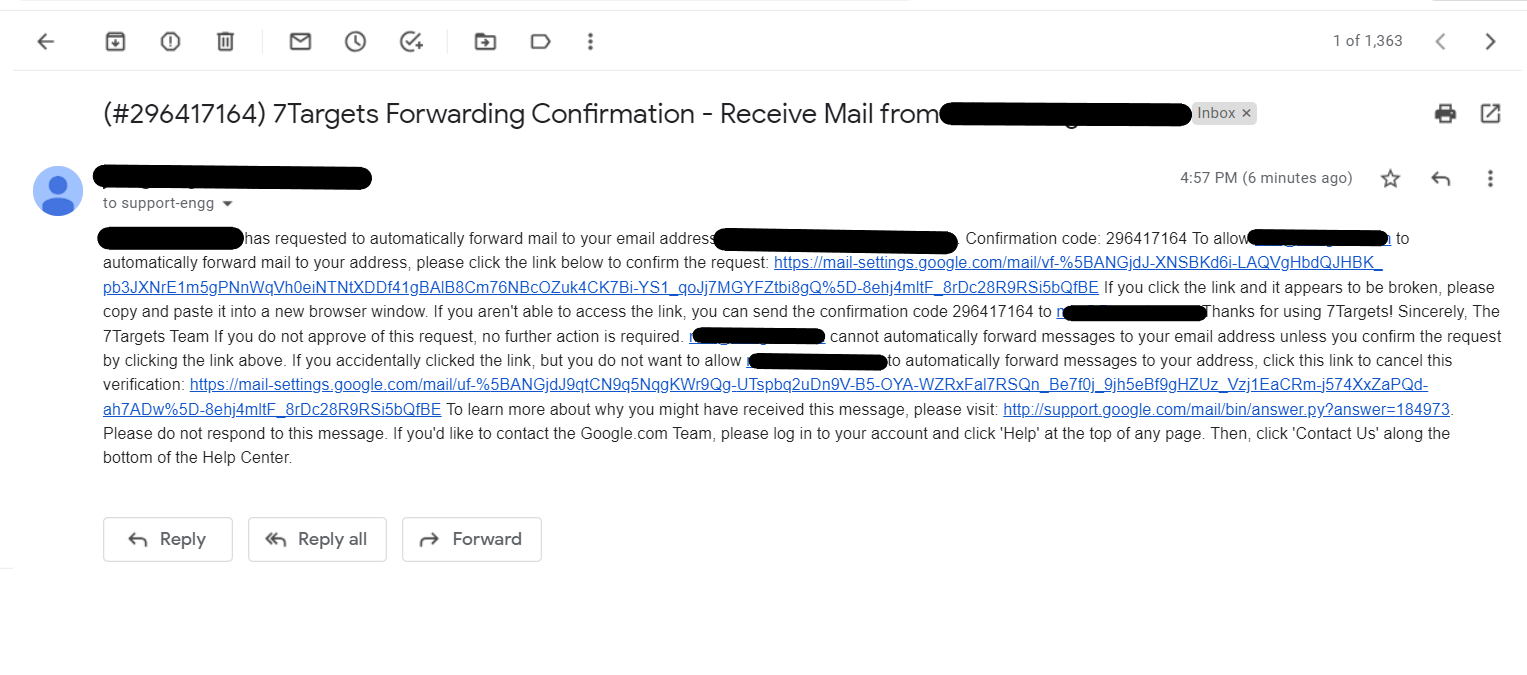 1 of 1,363
(#296417164) 7Targets Forwarding Confirmation - Receive Mail from
Inbox ×
4:57 PM (6 minutes ago)
to support-engg
has requested to automatically forward mail to your email address . Confirmation code: 296417164 To allow to
automatically forward mail to your address, please click the link below to confirm the request: https://mail-settings.google.com/mail/vf-%5BANGjdJ-XNSBKd6i-LAQVgHbdQJHBK_
pb3JXNrE1m5gPNnWqVh0eiNTNtXDDf41gBAlB8Cm76NBcOZuk4CK7Bi-YS1_qoJj7MGYFZtbi8gQ%5D-8ehj4mltF_8rDc28R9RSi5bQfBE If you click the link and it appears to be broken, please
copy and paste it into a new browser window. If you aren't able to access the link, you can send the confirmation code 296417164 to Thanks for using 7Targets! Sincerely, The
7Targets Team If you do not approve of this request, no further action is required. cannot automatically forward messages to your email address unless you confirm the request
by clicking the link above. If you accidentally clicked the link, but you do not want to allow to automatically forward messages to your address, click this link to cancel this
verification: https://mail-settings.google.com/mail/uf-%5BANGjdJ9qtCN9q5NqgKWr9Qg-UTspbq2uDn9V-B5-OYA-WZRxFal7RSQn_Be7f0j_9jh5eBf9gHZUz_Vzj1EaCRm-j574XxZaPQd-
ah7ADw%5D-8ehj4mltF_8rDc28R9RSi5bQfBE To learn more about why you might have received this message, please visit: http://support.google.com/mail/bin/answer.py?answer=184973.
Please do not respond to this message. If you'd like to contact the Google.com Team, please log in to your account and click 'Help' at the top of any page. Then, click 'Contact Us' along the
bottom of the Help Center.
Reply
Reply all
Forward